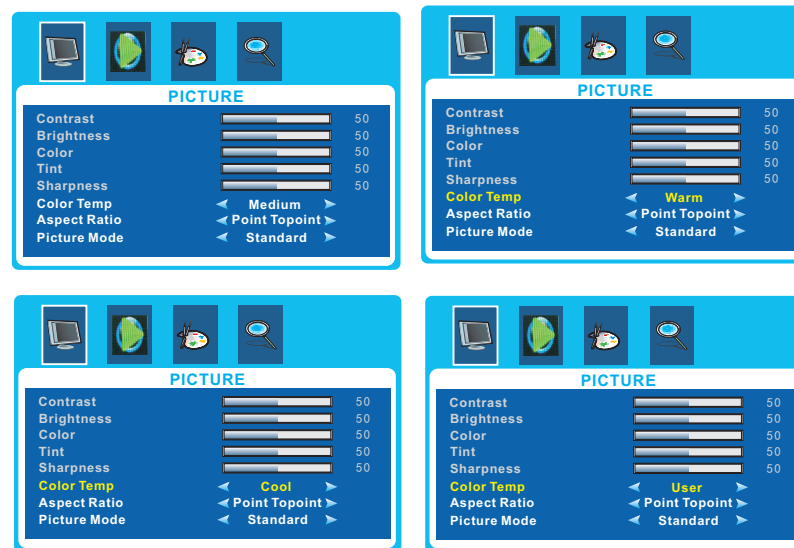 PICTURE
Contrast 50
Brightness 50
Color 50
Tint 50
Sharpness 50
Color Temp Medium
Aspect Ratio Point Topoint
Picture Mode Standard
PICTURE
Contrast 50
Brightness 50
Color 50
Tint 50
Sharpness 50
Color Temp Warm
Aspect Ratio Point Topoint
Picture Mode Standard
PICTURE
Contrast 50
Brightness 50
Color 50
Tint 50
Sharpness 50
Color Temp Cool
Aspect Ratio Point Topoint
Picture Mode Standard
PICTURE
Contrast 50
Brightness 50
Color 50
Tint 50
Sharpness 50
Color Temp User
Aspect Ratio Point Topoint
Picture Mode Standard